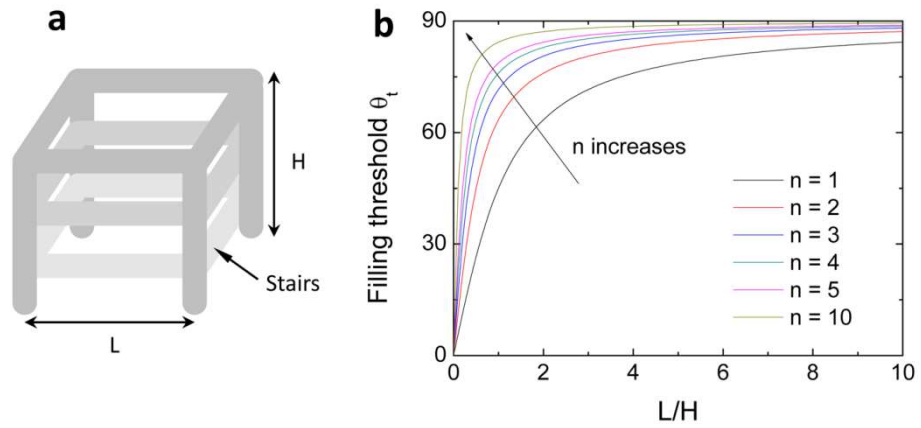 a
H
Stairs
L
b
Filling threshold θt
90
60
30
0
n increases
n = 1
n = 2
n = 3
n = 4
n = 5
n = 10
0 2 4 6 8 10
L/H